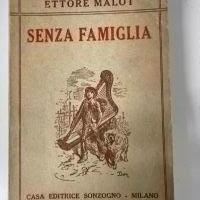 ETTORE MALOT
SENZA FAMIGLIA
CASA EDITRICE SONZOGNO - MILANO